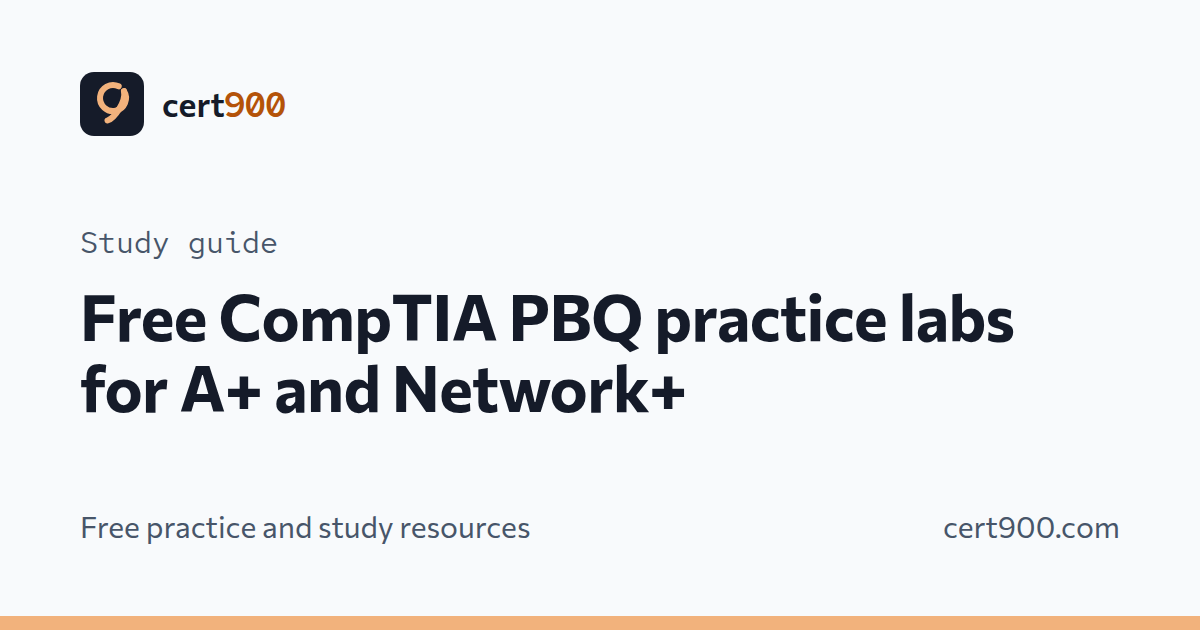 cert900
Study guide
Free CompTIA PBQ practice labs
for A+ and Network+
Free practice and study resources
cert900.com